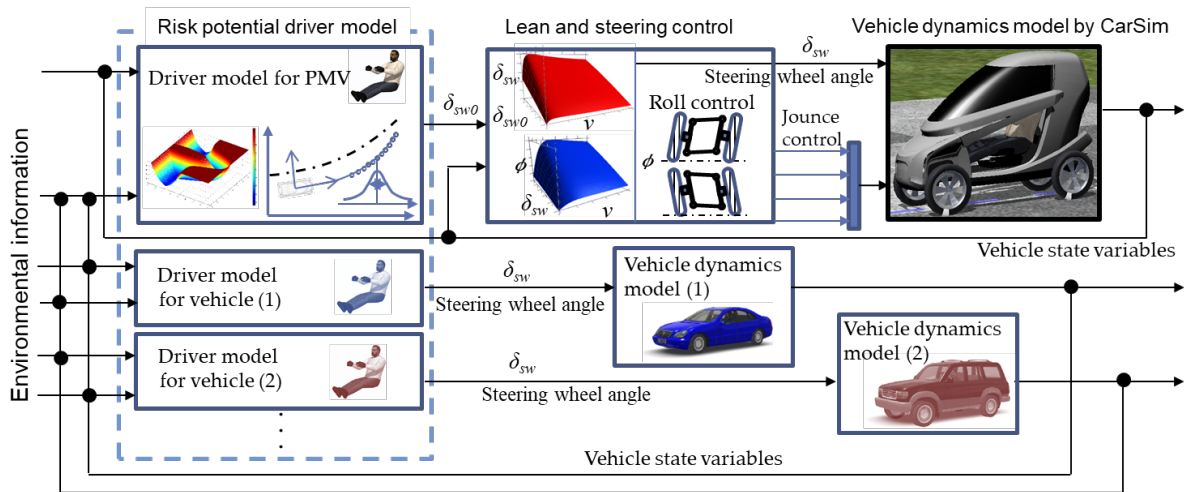 Risk potential driver model
Lean and steering control
Vehicle dynamics model by CarSim
Driver model for PMV
δsw0
δsw
δsw0
v
ϕ
δsw
v
Roll control
ϕ
δsw
Steering wheel angle
Jounce
control
Vehicle state variables
Environmental information
Driver model
for vehicle (1)
δsw
Steering wheel angle
Vehicle dynamics
model (1)
Driver model
for vehicle (2)
δsw
Steering wheel angle
Vehicle dynamics
model (2)
Vehicle state variables